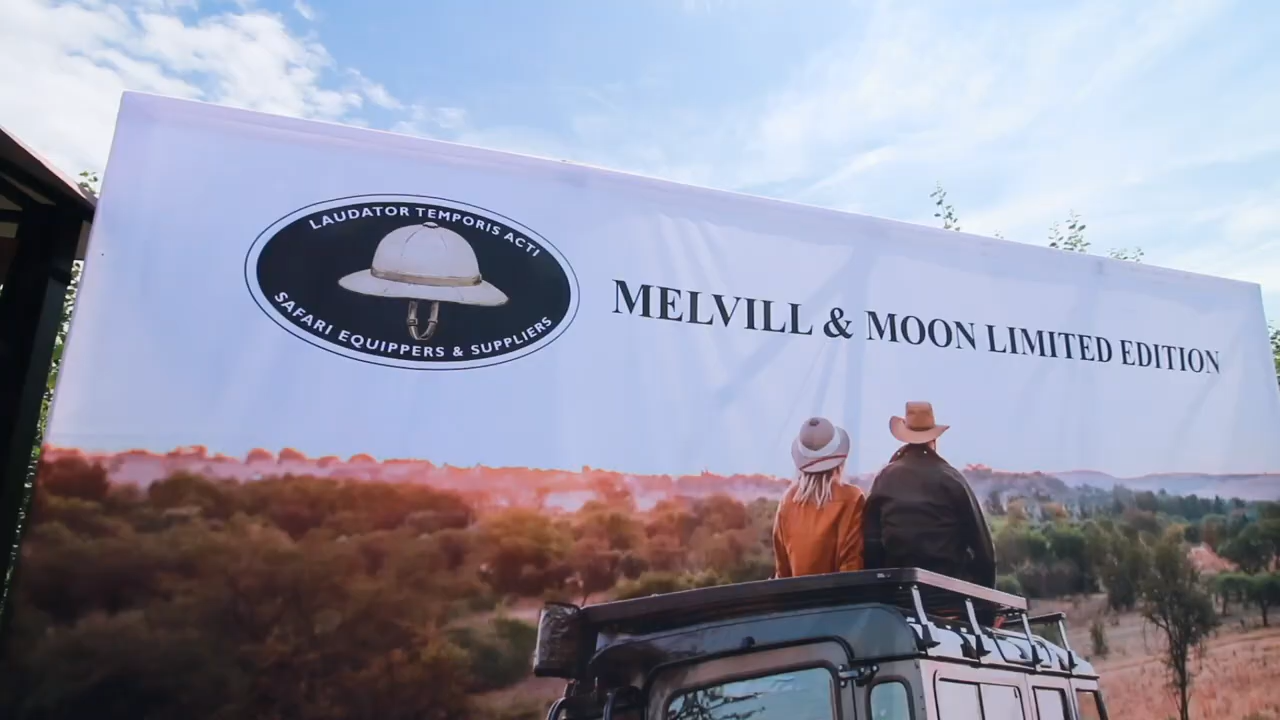 LAUDATOR TEMPORIS ACTI
SAFARI EQUIPPERS & SUPPLIERS
MELVILL & MOON LIMITED EDITION